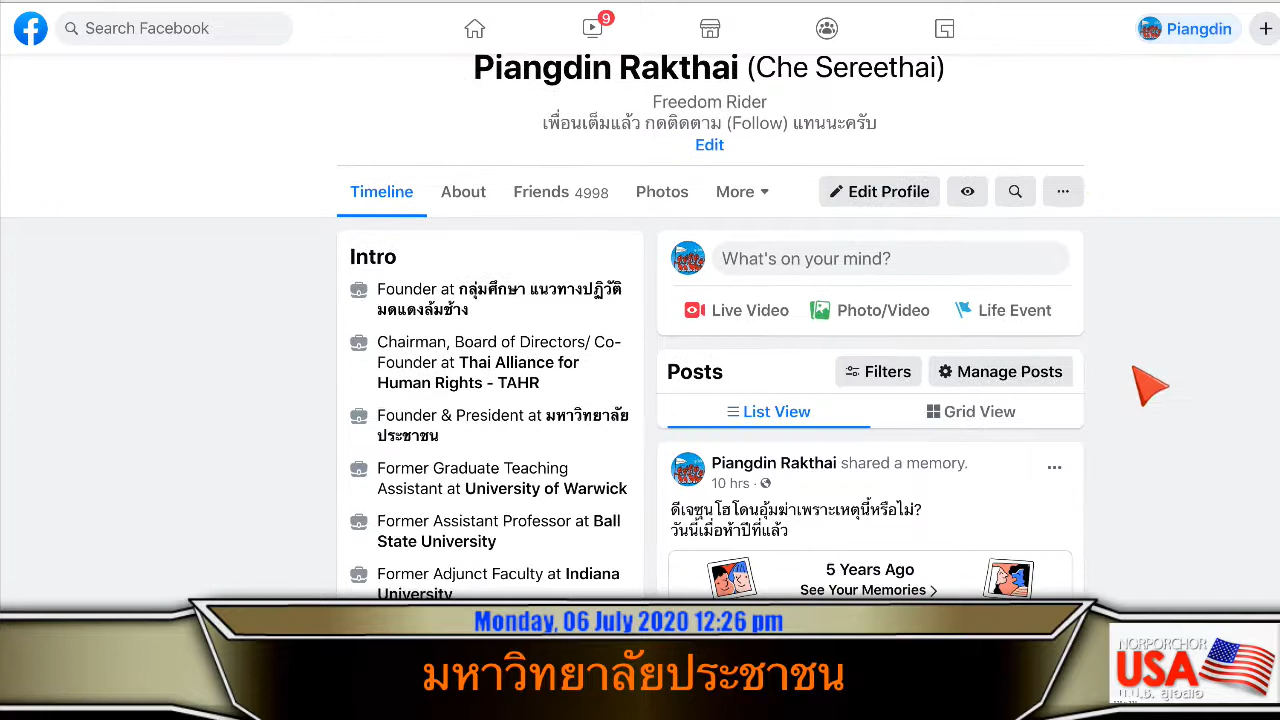 Search Facebook
9
Piangdin
Piangdin Rakthai (Che Sereethai)
Freedom Rider
เพื่อนเต็มแล้ว กดติดตาม (Follow) แทนนะครับ
Edit
Timeline
About
Friends 4998
Photos
More
Edit Profile
Intro
Founder at กลุ่มศึกษา แนวทางปฏิวัติ
มดแดงล้มช้าง
Chairman, Board of Directors/ Co-
Founder at Thai Alliance for
Human Rights - TAHR
Founder & President at มหาวิทยาลัย
ประชาชน
Former Graduate Teaching
Assistant at University of Warwick
Former Assistant Professor at Ball
State University
Former Adjunct Faculty at Indiana
University
What's on your mind?
Live Video
Photo/Video
Life Event
Posts
Filters
Manage Posts
List View
Grid View
Piangdin Rakthai shared a memory.
10 hrs
ดีเจซุนโฮ โดนอุ้มฆ่าเพราะเหตุนี้หรือไม่?
วันนี้เมื่อห้าปีที่แล้ว
5 Years Ago
See Your Memories
Monday, 06 July 2020 12:26 pm
มหาวิทยาลัยประชาชน
NORPORCHOR
USA
น.ป.ช. ยูเอสเอ